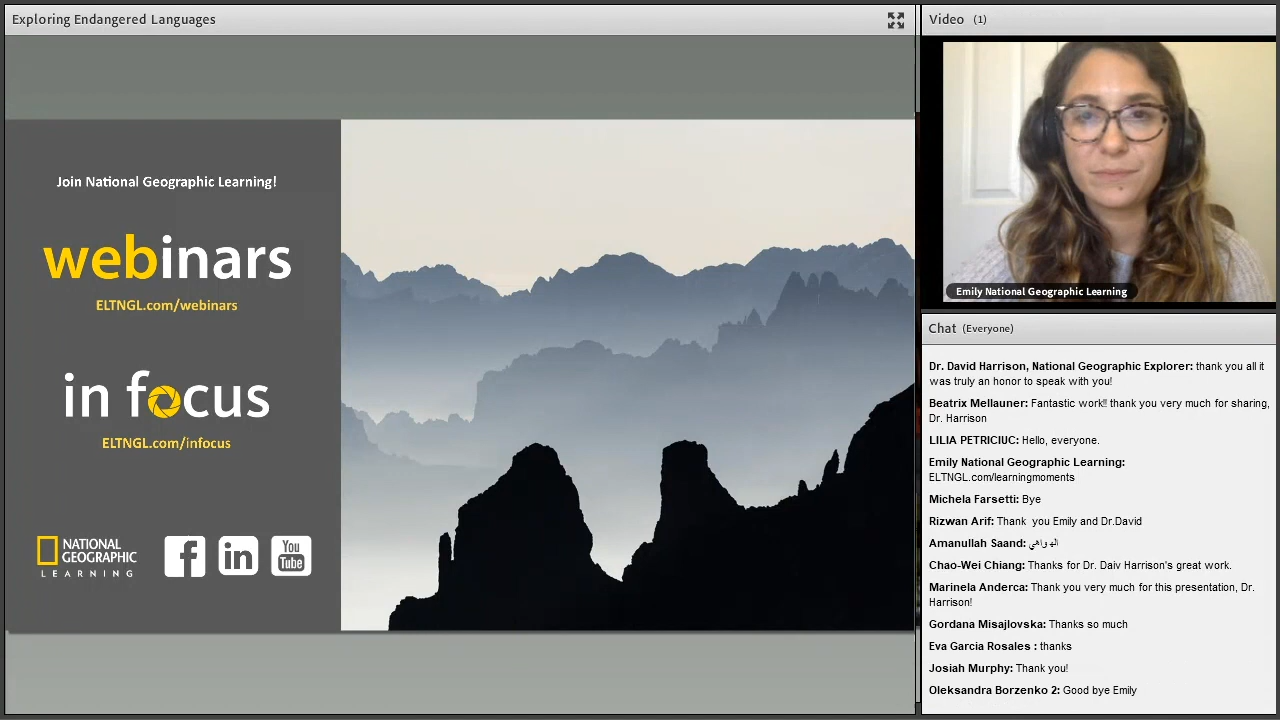 Exploring Endangered Languages
Join National Geographic Learning!
webinars
ELTNGL.com/webinars
in focus
ELTNGL.com/infocus
NATIONAL
GEOGRAPHIC
LEARNING
f
in
You
Tube
Video (1)
Emily National Geographic Learning
Chat (Everyone)
Dr. David Harrison, National Geographic Explorer: thank you all it
was truly an honor to speak with you!
Beatrix Mellauner: Fantastic work!! thank you very much for sharing,
Dr. Harrison
LILIA PETRICIUC: Hello, everyone.
Emily National Geographic Learning:
ELTNGL.com/learningmoments
Michela Farsetti: Bye
Rizwan Arif: Thank  you Emily and Dr.David
Amanullah Saand:
Chao-Wei Chiang: Thanks for Dr. Daiv Harrison's great work.
Marinela Anderca: Thank you very much for this presentation, Dr.
Harrison!
Gordana Misajlovska: Thanks so much
Eva Garcia Rosales : thanks
Josiah Murphy: Thank you!
Oleksandra Borzenko 2: Good bye Emily